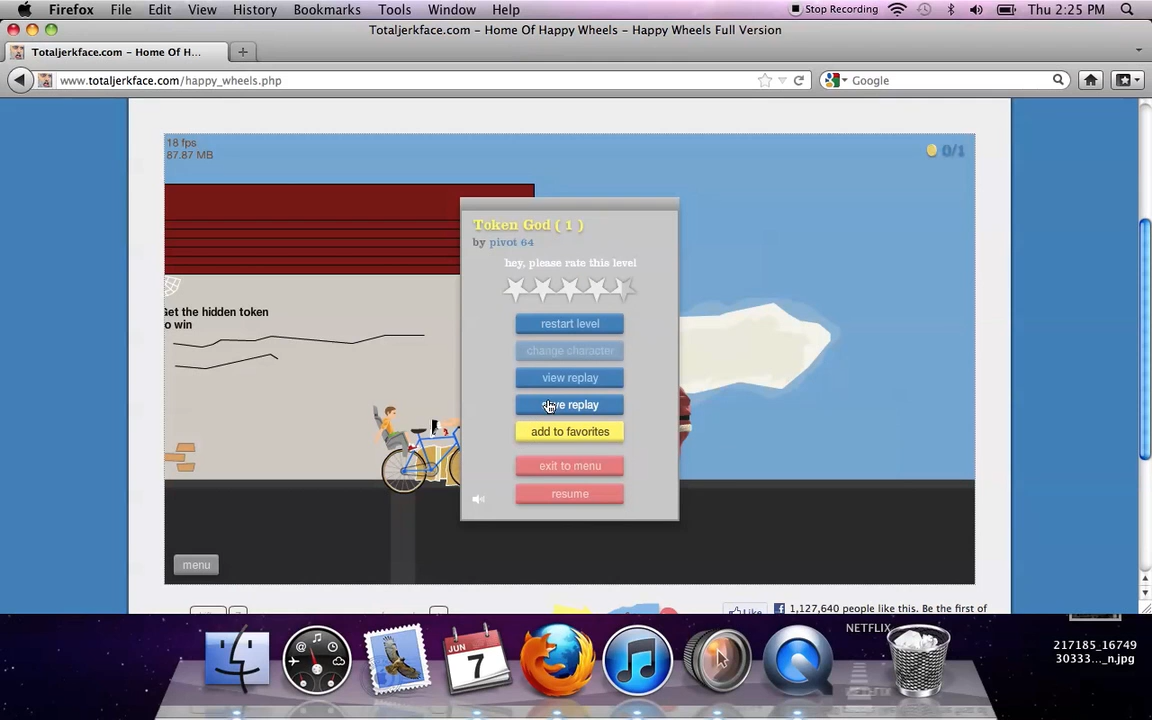 Firefox File Edit View History Bookmarks Tools Window Help Stop Recording Thu 2:25 PM
Totaljerkface.com - Home Of Happy Wheels - Happy Wheels Full Version
Totaljerkface.com - Home Of H...
www.totaljerkface.com/happy_wheels.php Google
18 fps
87.87 MB
0/1
Token God ( 1 )
by pivot 64
hey, please rate this level
restart level
change character
view replay
save replay
add to favorites
exit to menu
resume
Get the hidden token
to win
menu
Like 1,127,640 people like this. Be the first of
NETFLIX
217185_16749
30333..._n.jpg
JUN
7